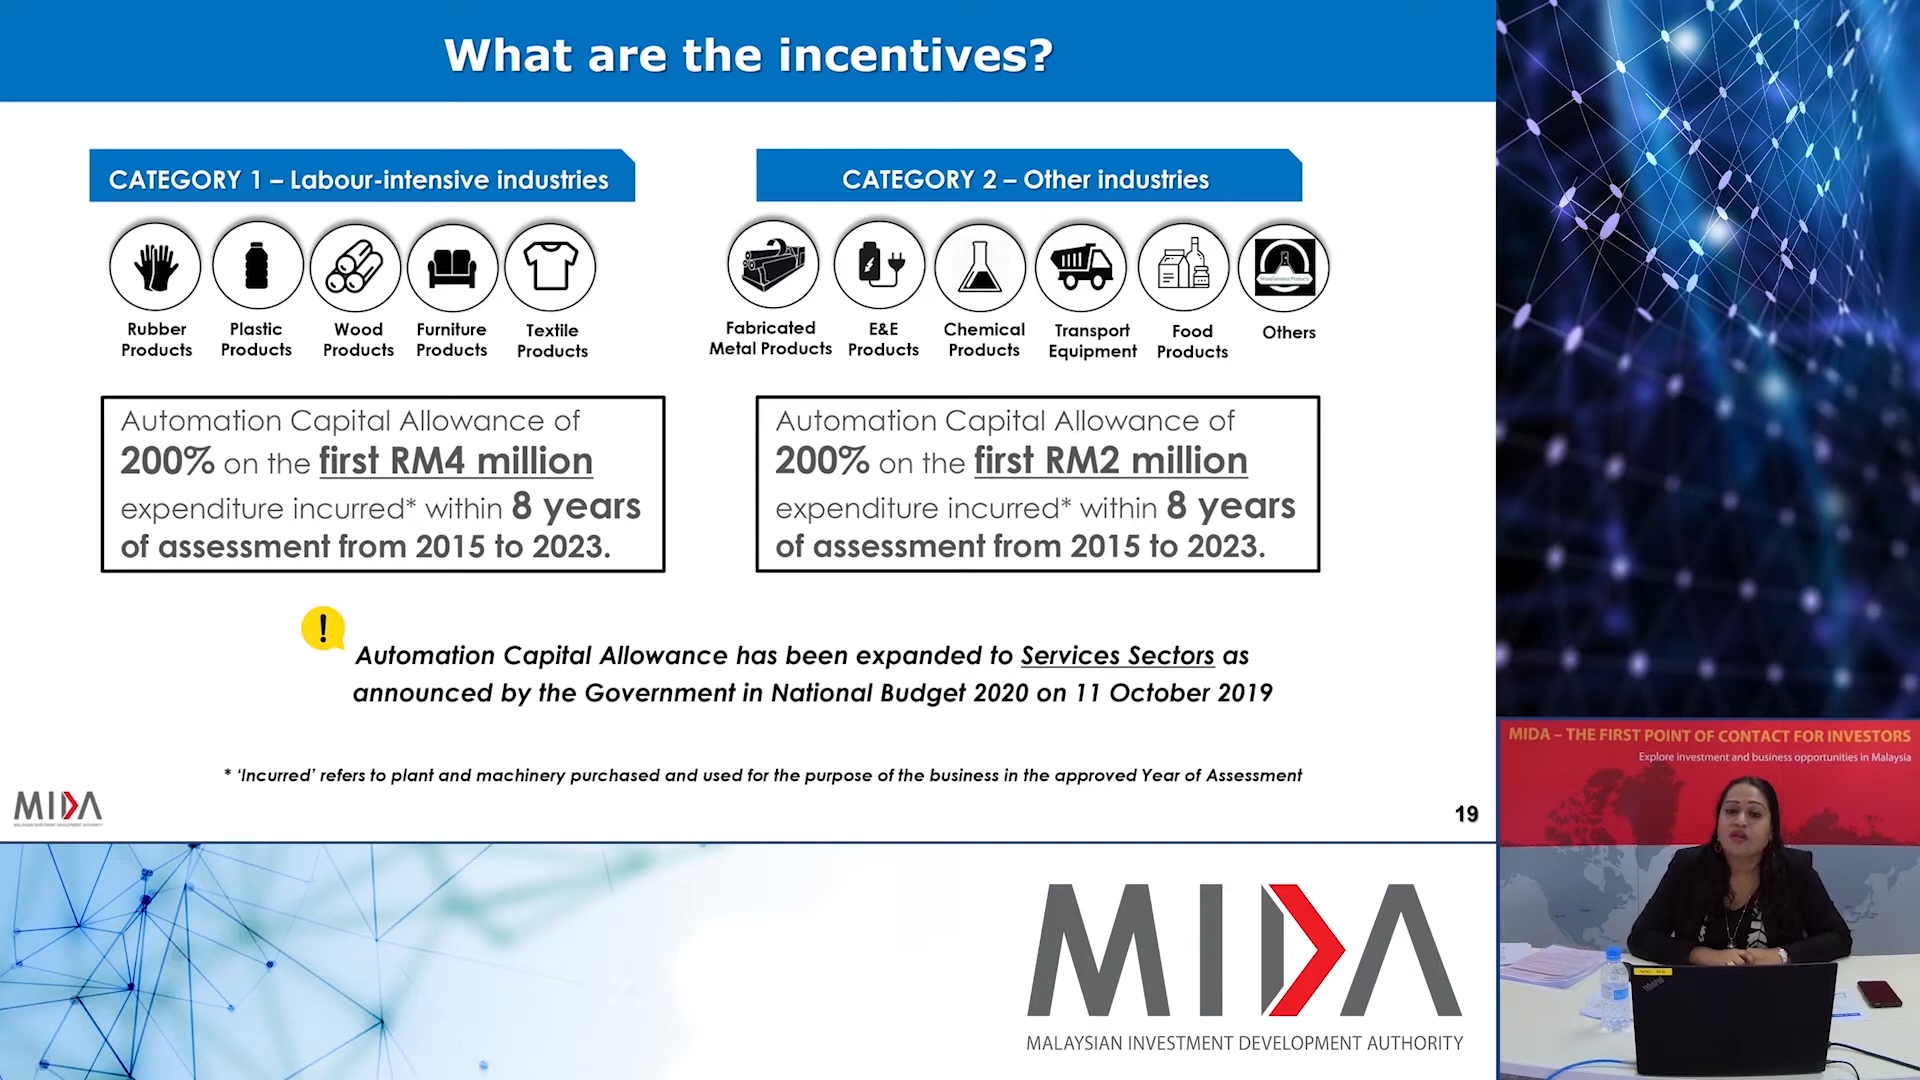 What are the incentives?
CATEGORY 1 – Labour-intensive industries
Rubber Products
Plastic Products
Wood Products
Furniture Products
Textile Products
Automation Capital Allowance of
200% on the first RM4 million
expenditure incurred* within 8 years
of assessment from 2015 to 2023.
CATEGORY 2 – Other industries
Fabricated Metal Products
E&E Products
Chemical Products
Transport Equipment
Food Products
Others
Automation Capital Allowance of
200% on the first RM2 million
expenditure incurred* within 8 years
of assessment from 2015 to 2023.
!
Automation Capital Allowance has been expanded to Services Sectors as
announced by the Government in National Budget 2020 on 11 October 2019
* ‘Incurred’ refers to plant and machinery purchased and used for the purpose of the business in the approved Year of Assessment
MIDA
MALAYSIAN INVESTMENT DEVELOPMENT AUTHORITY
19
MIDA
MALAYSIAN INVESTMENT DEVELOPMENT AUTHORITY
MIDA – THE FIRST POINT OF CONTACT FOR INVESTORS
Explore investment and business opportunities in Malaysia